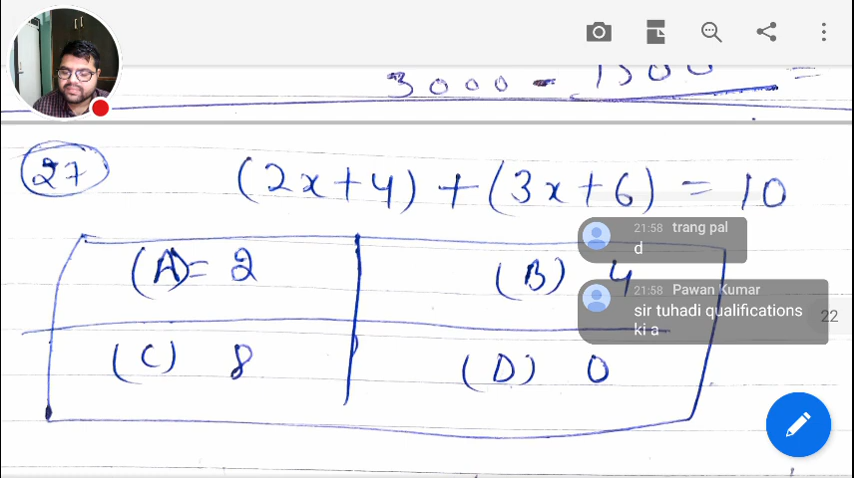 3000 - 1500 =
27 (2x+4) + (3x+6) = 10
21:58 trang pal
d
(A) = 2 (B) 4
21:58 Pawan Kumar
sir tuhadi qualifications
ki a
22
(C) 8 (D) 0